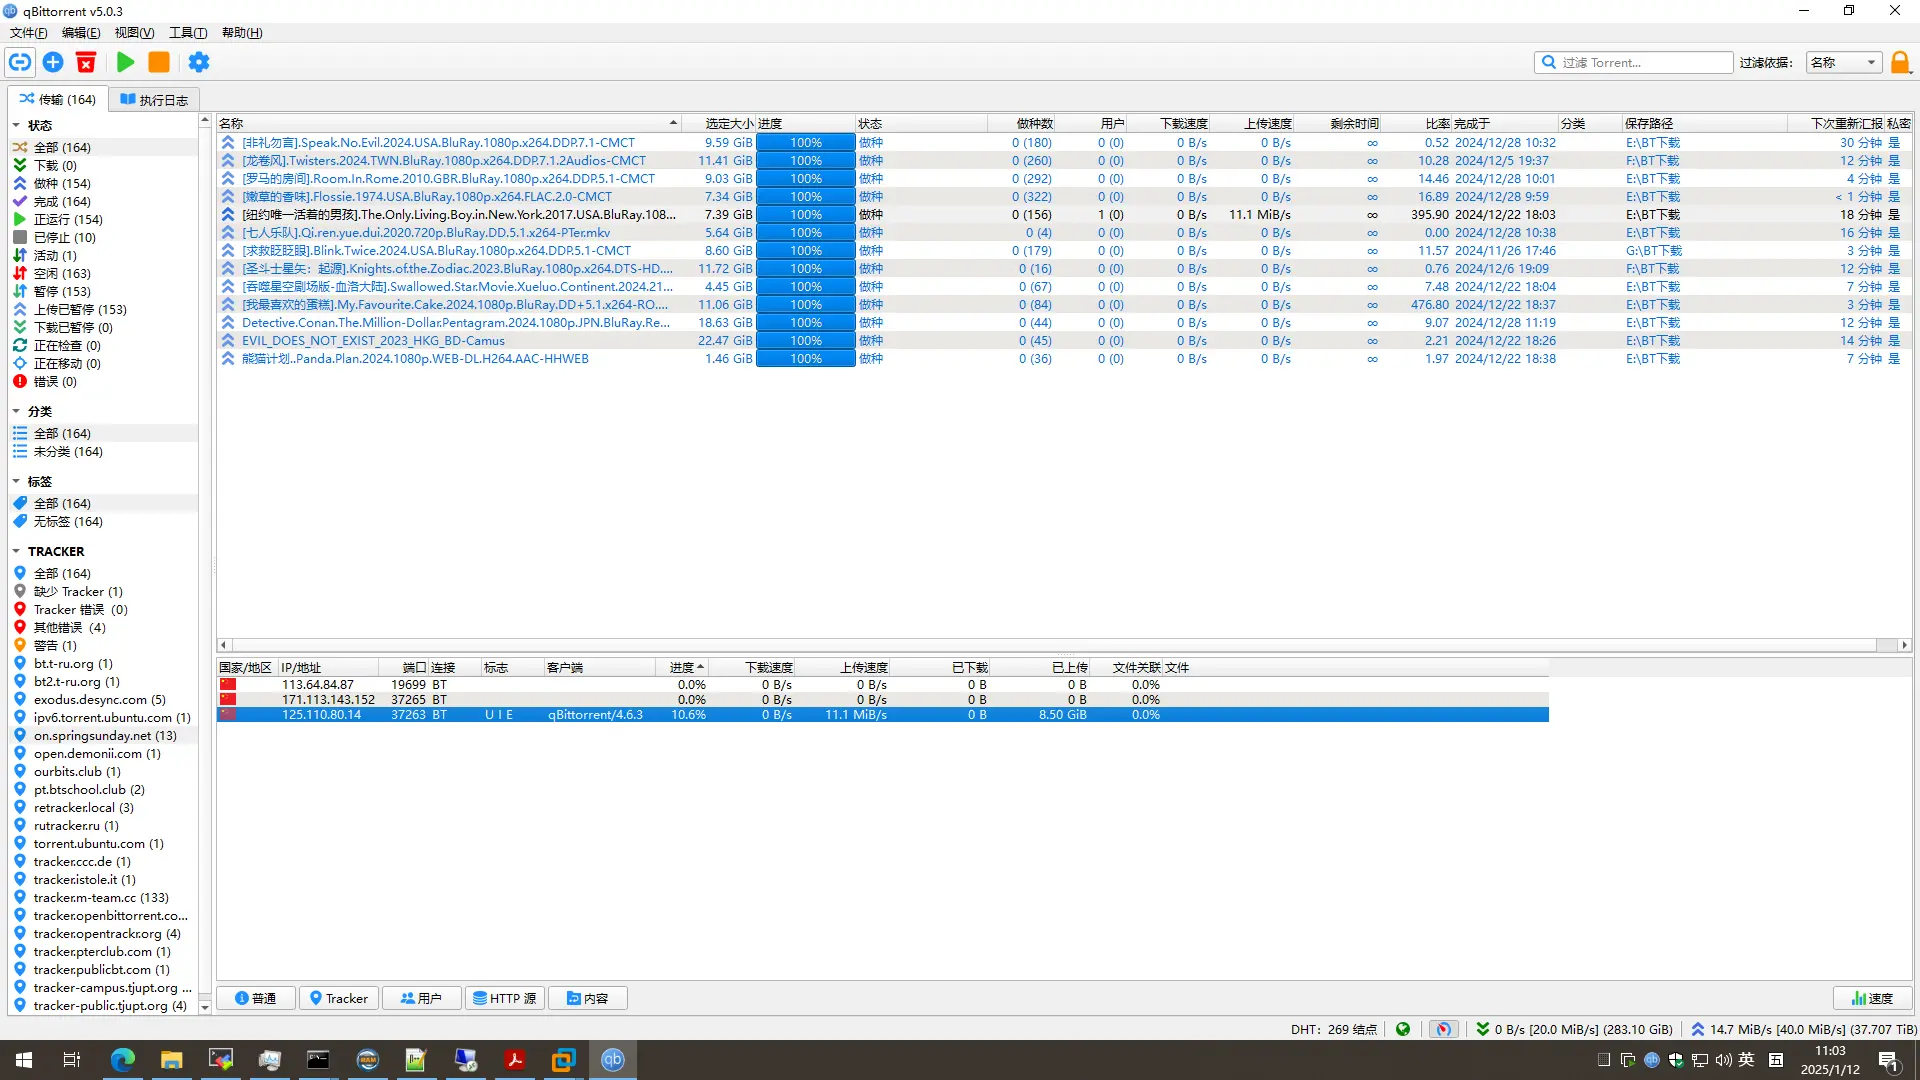 qBittorrent v5.0.3
文件(F) 编辑(E) 视图(V) 工具(T) 帮助(H)
过滤 Torrent... 过滤依据: 名称
传输 (164) 执行日志
状态
全部 (164)
下载 (0)
做种 (154)
完成 (164)
正运行 (154)
已停止 (10)
活动 (1)
空闲 (163)
暂停 (153)
上传已暂停 (153)
下载已暂停 (0)
正在检查 (0)
正在移动 (0)
错误 (0)
分类
全部 (164)
未分类 (164)
标签
全部 (164)
无标签 (164)
TRACKER
全部 (164)
缺少 Tracker (1)
Tracker 错误 (0)
其他错误 (4)
警告 (1)
bt.t-ru.org (1)
bt2.t-ru.org (1)
exodus.desync.com (5)
ipv6.torrent.ubuntu.com (1)
on.springsunday.net (13)
open.demonii.com (1)
ourbits.club (1)
pt.btschool.club (2)
retracker.local (3)
rutracker.ru (1)
torrent.ubuntu.com (1)
tracker.ccc.de (1)
tracker.istole.it (1)
tracker.m-team.cc (133)
tracker.openbittorrent.co...
tracker.opentrackr.org (4)
tracker.pterclub.com (1)
tracker.publicbt.com (1)
tracker-campus.tjupt.org ...
tracker-public.tjupt.org (4)
名称 选定大小 进度 状态 做种数 用户 下载速度 上传速度 剩余时间 比率 完成于 分类 保存路径 下次重新汇报 私密
[非礼勿言].Speak.No.Evil.2024.USA.BluRay.1080p.x264.DDP.7.1-CMCT 9.59 GiB 100% 做种 0 (180) 0 (0) 0 B/s 0 B/s ∞ 0.52 2024/12/28 10:32 E:\BT下载 30 分钟 是
[龙卷风].Twisters.2024.TWN.BluRay.1080p.x264.DDP.7.1.2Audios-CMCT 11.41 GiB 100% 做种 0 (260) 0 (0) 0 B/s 0 B/s ∞ 10.28 2024/12/5 19:37 F:\BT下载 12 分钟 是
[罗马的房间].Room.In.Rome.2010.GBR.BluRay.1080p.x264.DDP.5.1-CMCT 9.03 GiB 100% 做种 0 (292) 0 (0) 0 B/s 0 B/s ∞ 14.46 2024/12/28 10:01 E:\BT下载 4 分钟 是
[嫩草的香味].Flossie.1974.USA.BluRay.1080p.x264.FLAC.2.0-CMCT 7.34 GiB 100% 做种 0 (322) 0 (0) 0 B/s 0 B/s ∞ 16.89 2024/12/28 9:59 E:\BT下载 < 1 分钟 是
[纽约唯一活着的男孩].The.Only.Living.Boy.in.New.York.2017.USA.BluRay.108... 7.39 GiB 100% 做种 0 (156) 1 (0) 0 B/s 11.1 MiB/s ∞ 395.90 2024/12/22 18:03 E:\BT下载 18 分钟 是
[七人乐队].Qi.ren.yue.dui.2020.720p.BluRay.DD.5.1.x264-PTer.mkv 5.64 GiB 100% 做种 0 (4) 0 (0) 0 B/s 0 B/s ∞ 0.00 2024/12/28 10:38 E:\BT下载 16 分钟 是
[求救眨眨眼].Blink.Twice.2024.USA.BluRay.1080p.x264.DDP.5.1-CMCT 8.60 GiB 100% 做种 0 (179) 0 (0) 0 B/s 0 B/s ∞ 11.57 2024/11/26 17:46 G:\BT下载 3 分钟 是
[圣斗士星矢：起源].Knights.of.the.Zodiac.2023.BluRay.1080p.x264.DTS-HD.... 11.72 GiB 100% 做种 0 (16) 0 (0) 0 B/s 0 B/s ∞ 0.76 2024/12/6 19:09 F:\BT下载 12 分钟 是
[吞噬星空剧场版-血洛大陆].Swallowed.Star.Movie.Xueluo.Continent.2024.21... 4.45 GiB 100% 做种 0 (67) 0 (0) 0 B/s 0 B/s ∞ 7.48 2024/12/22 18:04 E:\BT下载 7 分钟 是
[我最喜欢的蛋糕].My.Favourite.Cake.2024.1080p.BluRay.DD+5.1.x264-RO.... 11.06 GiB 100% 做种 0 (84) 0 (0) 0 B/s 0 B/s ∞ 476.80 2024/12/22 18:37 E:\BT下载 3 分钟 是
Detective.Conan.The.Million-Dollar.Pentagram.2024.1080p.JPN.BluRay.Re... 18.63 GiB 100% 做种 0 (44) 0 (0) 0 B/s 0 B/s ∞ 9.07 2024/12/28 11:19 E:\BT下载 12 分钟 是
EVIL_DOES_NOT_EXIST_2023_HKG_BD-Camus 22.47 GiB 100% 做种 0 (45) 0 (0) 0 B/s 0 B/s ∞ 2.21 2024/12/22 18:26 E:\BT下载 14 分钟 是
熊猫计划..Panda.Plan.2024.1080p.WEB-DL.H264.AAC-HHWEB 1.46 GiB 100% 做种 0 (36) 0 (0) 0 B/s 0 B/s ∞ 1.97 2024/12/22 18:38 E:\BT下载 7 分钟 是
国家/地区 IP/地址 端口 连接 标志 客户端 进度 下载速度 上传速度 已下载 已上传 文件关联 文件
113.64.84.87 19699 BT 0.0% 0 B/s 0 B/s 0 B 0 B 0.0%
171.113.143.152 37265 BT 0.0% 0 B/s 0 B/s 0 B 0 B 0.0%
125.110.80.14 37263 BT U I E qBittorrent/4.6.3 10.6% 0 B/s 11.1 MiB/s 0 B 8.50 GiB 0.0%
普通 Tracker 用户 HTTP 源 内容 速度
DHT: 269 结点 0 B/s [20.0 MiB/s] (283.10 GiB) 14.7 MiB/s [40.0 MiB/s] (37.707 TiB)
英 五 11:03
2025/1/12 1